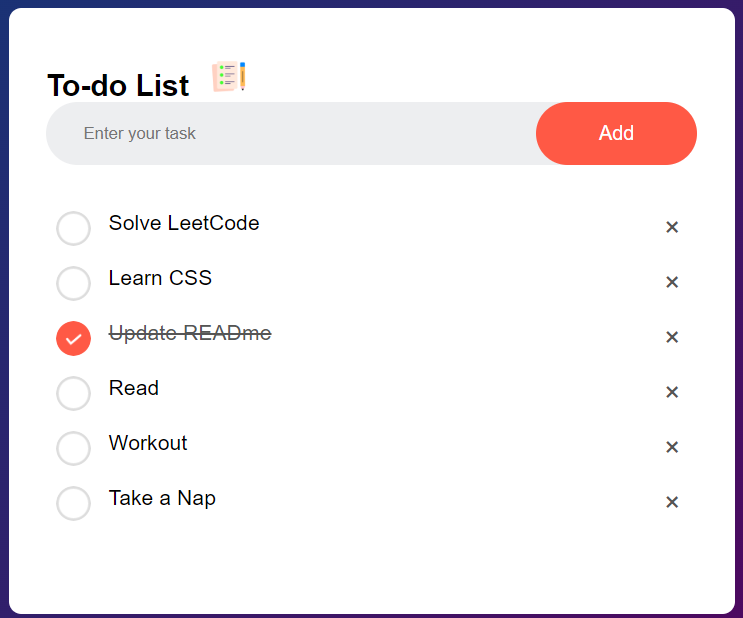 To-do List
Enter your task
Add
Solve LeetCode
Learn CSS
Update READme
Read
Workout
Take a Nap